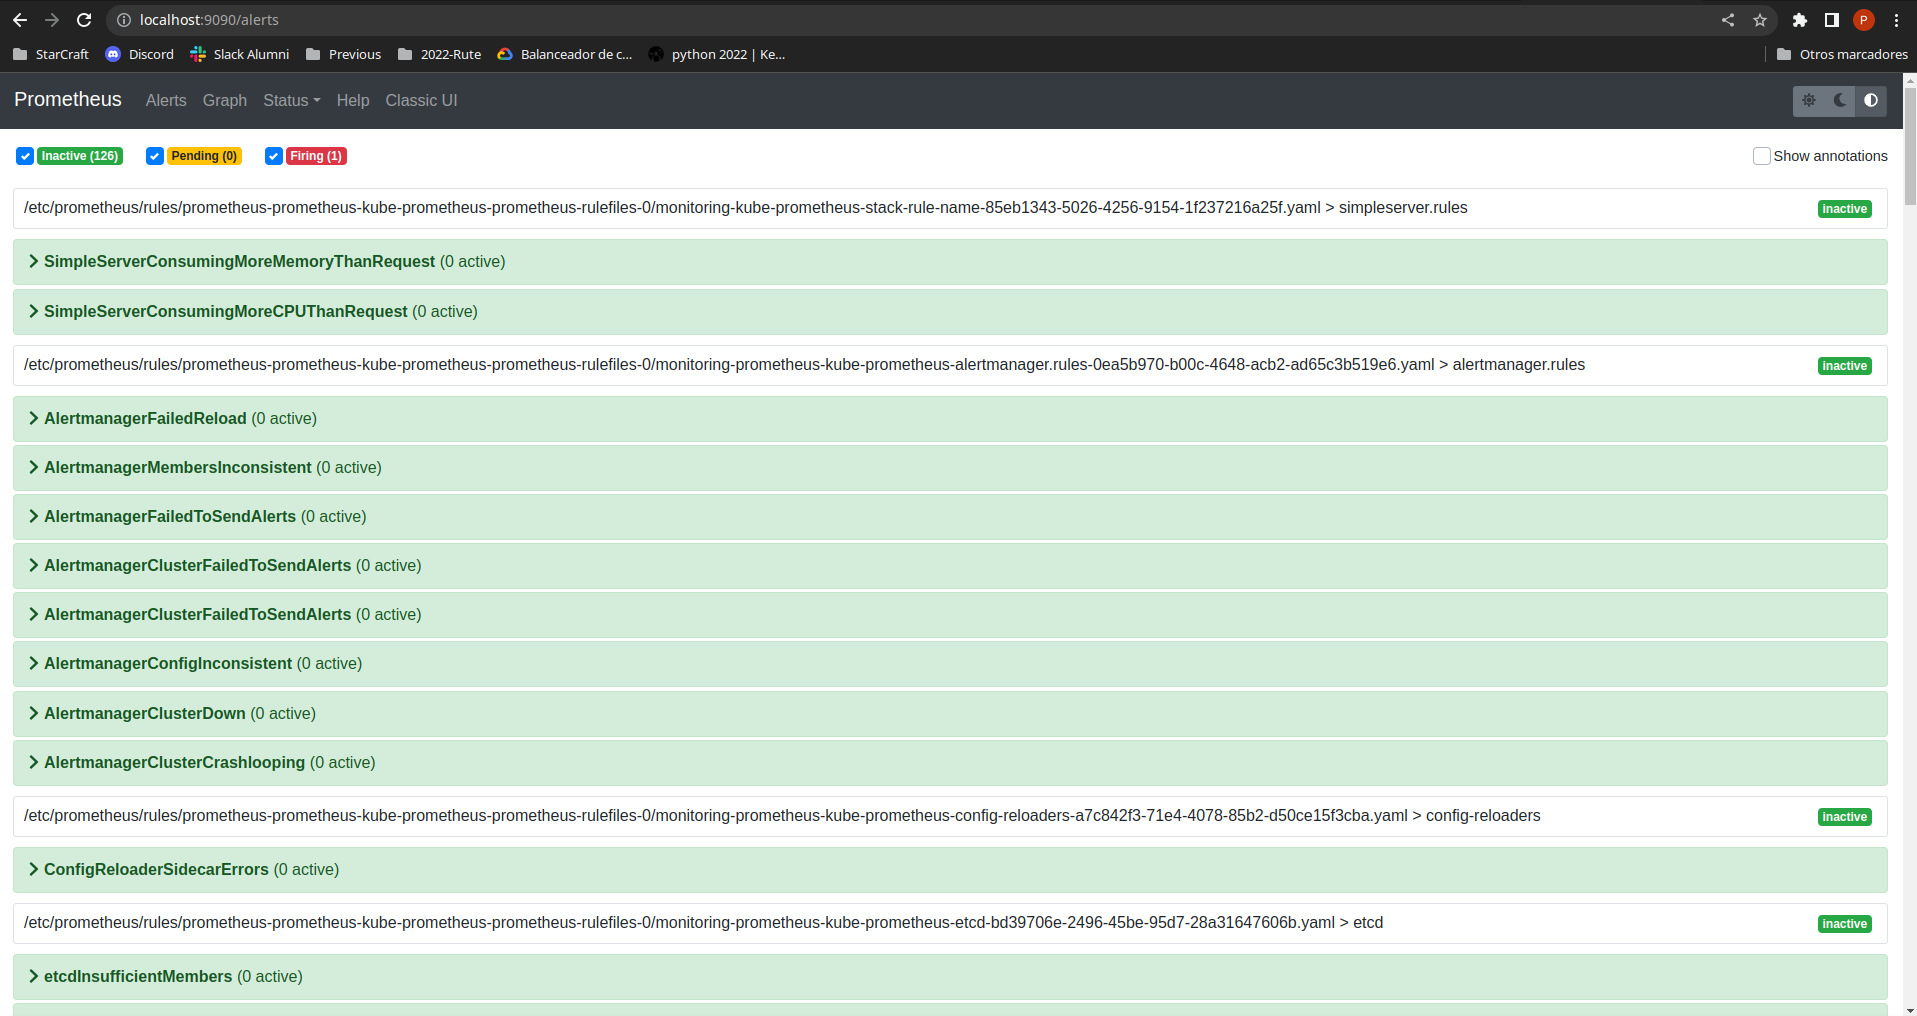 localhost:9090/alerts
P
StarCraft Discord Slack Alumni Previous 2022-Rute Balanceador de c... python 2022 | Ke... Otros marcadores
Prometheus Alerts Graph Status Help Classic UI
Inactive (126) Pending (0) Firing (1) Show annotations
/etc/prometheus/rules/prometheus-prometheus-kube-prometheus-prometheus-rulefiles-0/monitoring-kube-prometheus-stack-rule-name-85eb1343-5026-4256-9154-1f237216a25f.yaml > simpleserver.rules inactive
SimpleServerConsumingMoreMemoryThanRequest (0 active)
SimpleServerConsumingMoreCPUThanRequest (0 active)
/etc/prometheus/rules/prometheus-prometheus-kube-prometheus-prometheus-rulefiles-0/monitoring-prometheus-kube-prometheus-alertmanager.rules-0ea5b970-b00c-4648-acb2-ad65c3b519e6.yaml > alertmanager.rules inactive
AlertmanagerFailedReload (0 active)
AlertmanagerMembersInconsistent (0 active)
AlertmanagerFailedToSendAlerts (0 active)
AlertmanagerClusterFailedToSendAlerts (0 active)
AlertmanagerClusterFailedToSendAlerts (0 active)
AlertmanagerConfigInconsistent (0 active)
AlertmanagerClusterDown (0 active)
AlertmanagerClusterCrashlooping (0 active)
/etc/prometheus/rules/prometheus-prometheus-kube-prometheus-prometheus-rulefiles-0/monitoring-prometheus-kube-prometheus-config-reloaders-a7c842f3-71e4-4078-85b2-d50ce15f3cba.yaml > config-reloaders inactive
ConfigReloaderSidecarErrors (0 active)
/etc/prometheus/rules/prometheus-prometheus-kube-prometheus-prometheus-rulefiles-0/monitoring-prometheus-kube-prometheus-etcd-bd39706e-2496-45be-95d7-28a31647606b.yaml > etcd inactive
etcdInsufficientMembers (0 active)